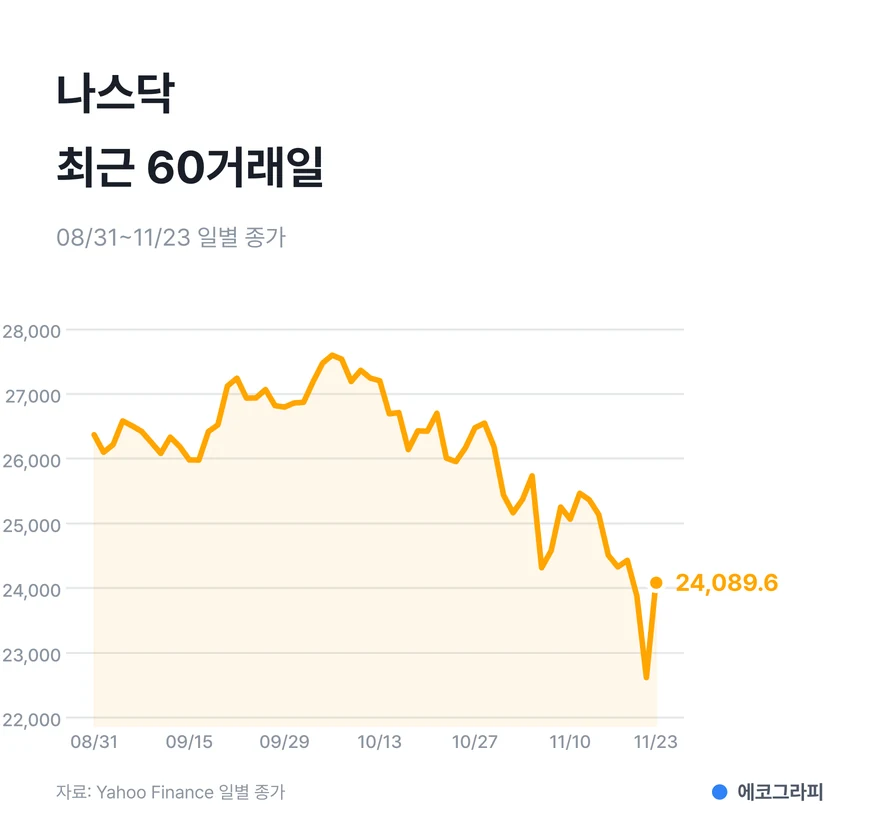 나스닥
최근 60거래일
08/31~11/23 일별 종가
28,000
27,000
26,000
25,000
24,000
24,089.6
23,000
22,000
08/31 09/15 09/29 10/13 10/27 11/10 11/23
자료: Yahoo Finance 일별 종가
에코그라피